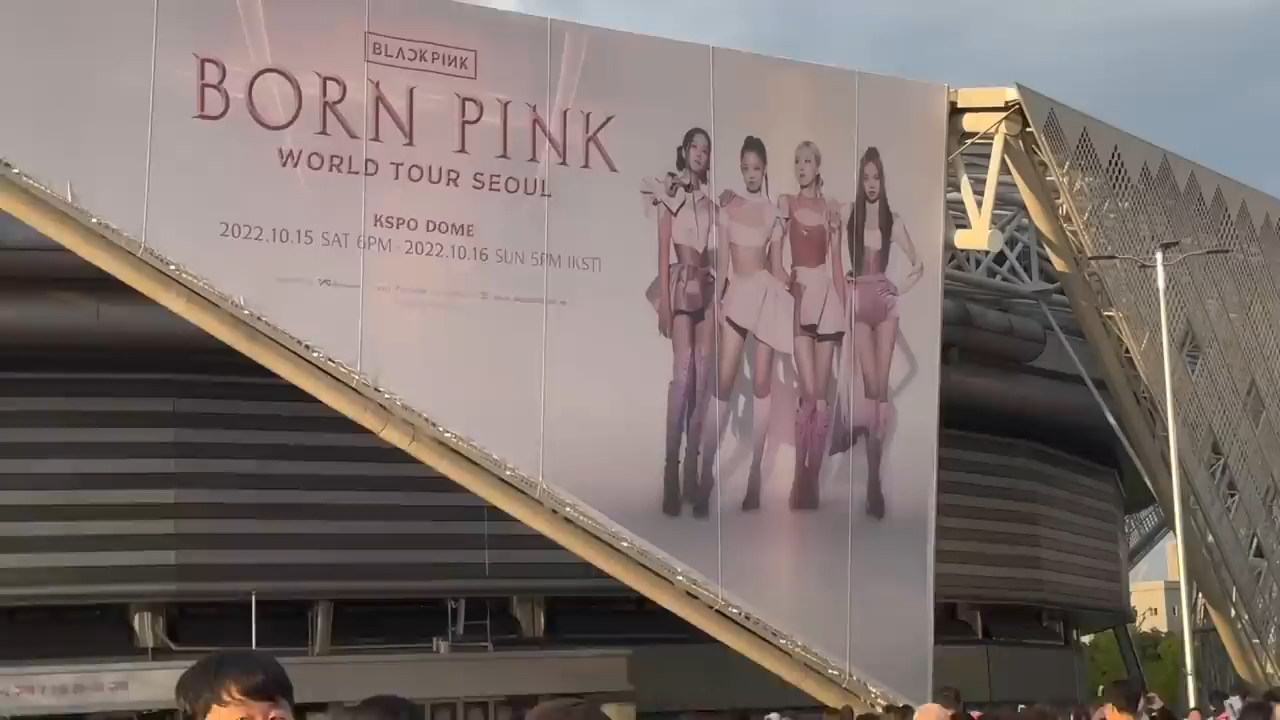 BLACKPINK
BORN PINK
WORLD TOUR SEOUL
KSPO DOME
2022.10.15 SAT 6PM - 2022.10.16 SUN 5PM (KST)